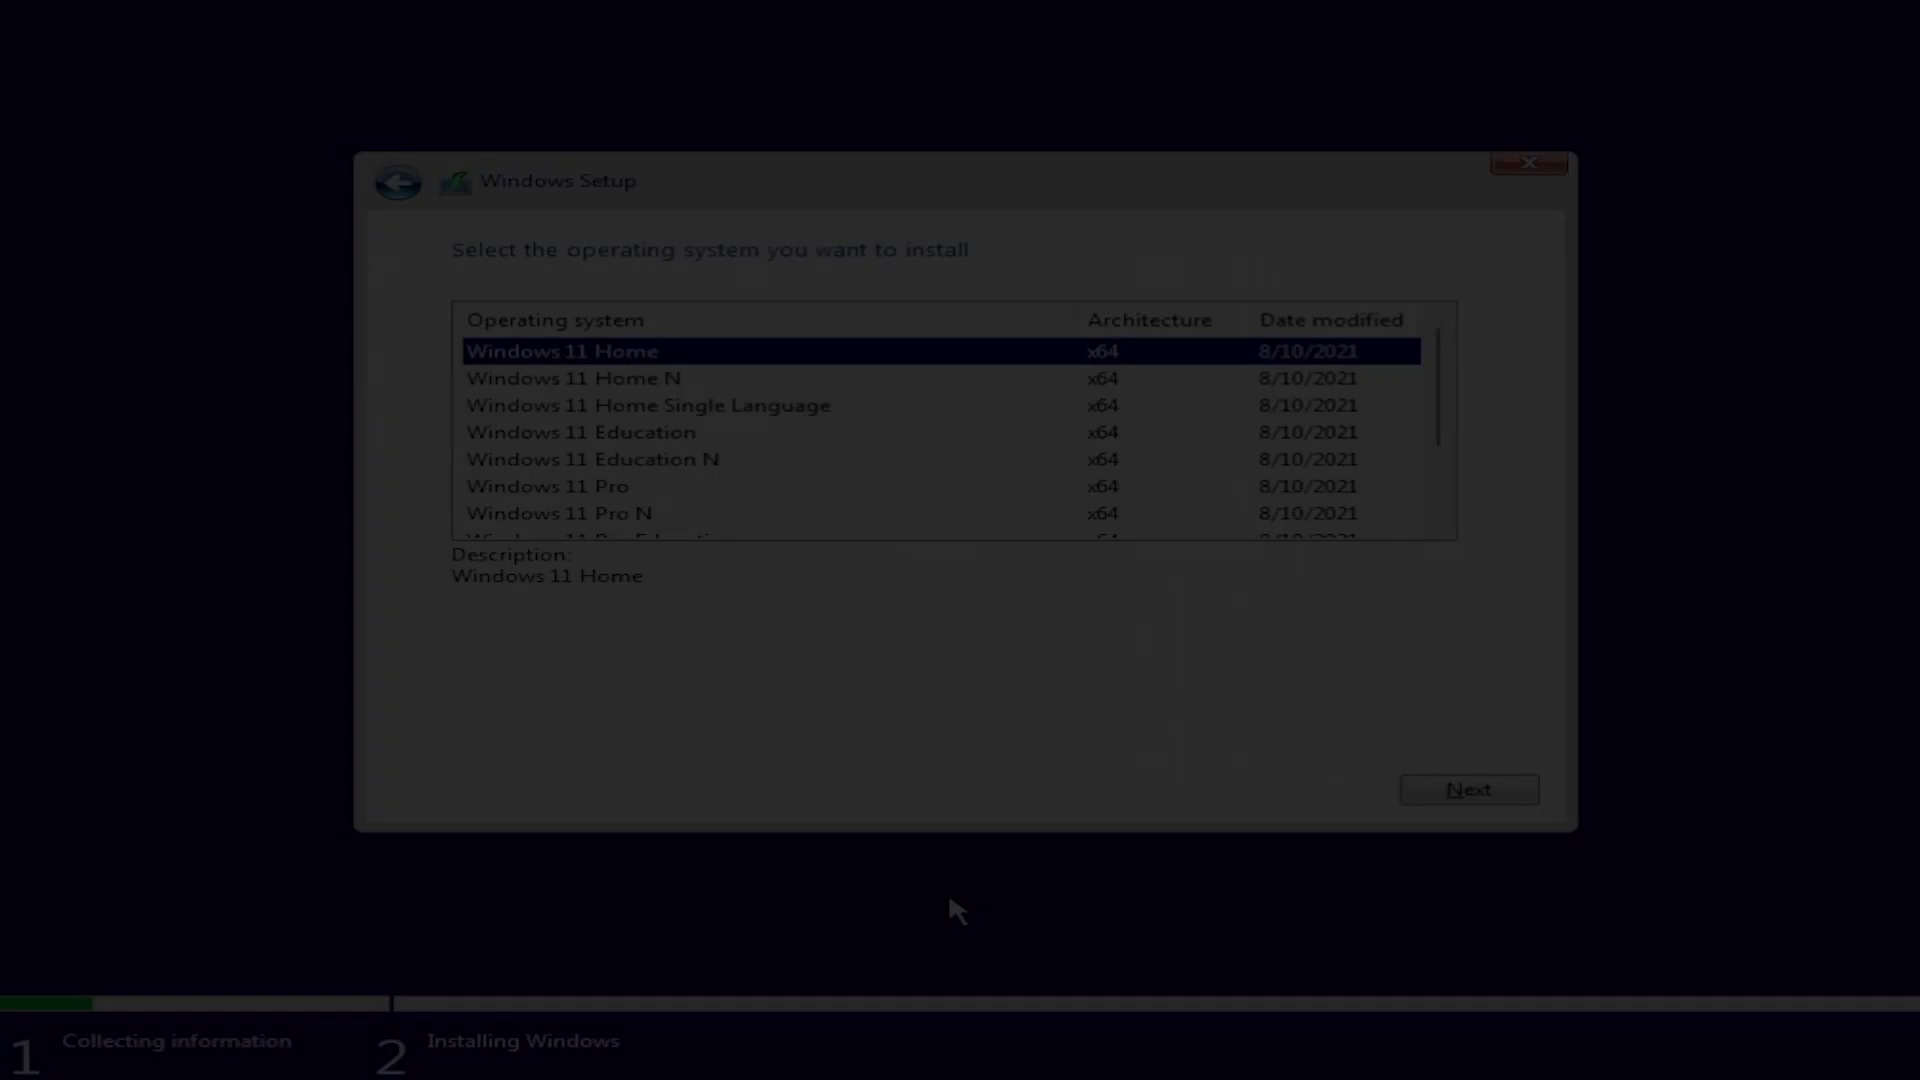 Windows Setup
Select the operating system you want to install
Operating system Architecture Date modified
Windows 11 Home x64 8/10/2021
Windows 11 Home N x64 8/10/2021
Windows 11 Home Single Language x64 8/10/2021
Windows 11 Education x64 8/10/2021
Windows 11 Education N x64 8/10/2021
Windows 11 Pro x64 8/10/2021
Windows 11 Pro N x64 8/10/2021
Description:
Windows 11 Home
Next
1 Collecting information 2 Installing Windows